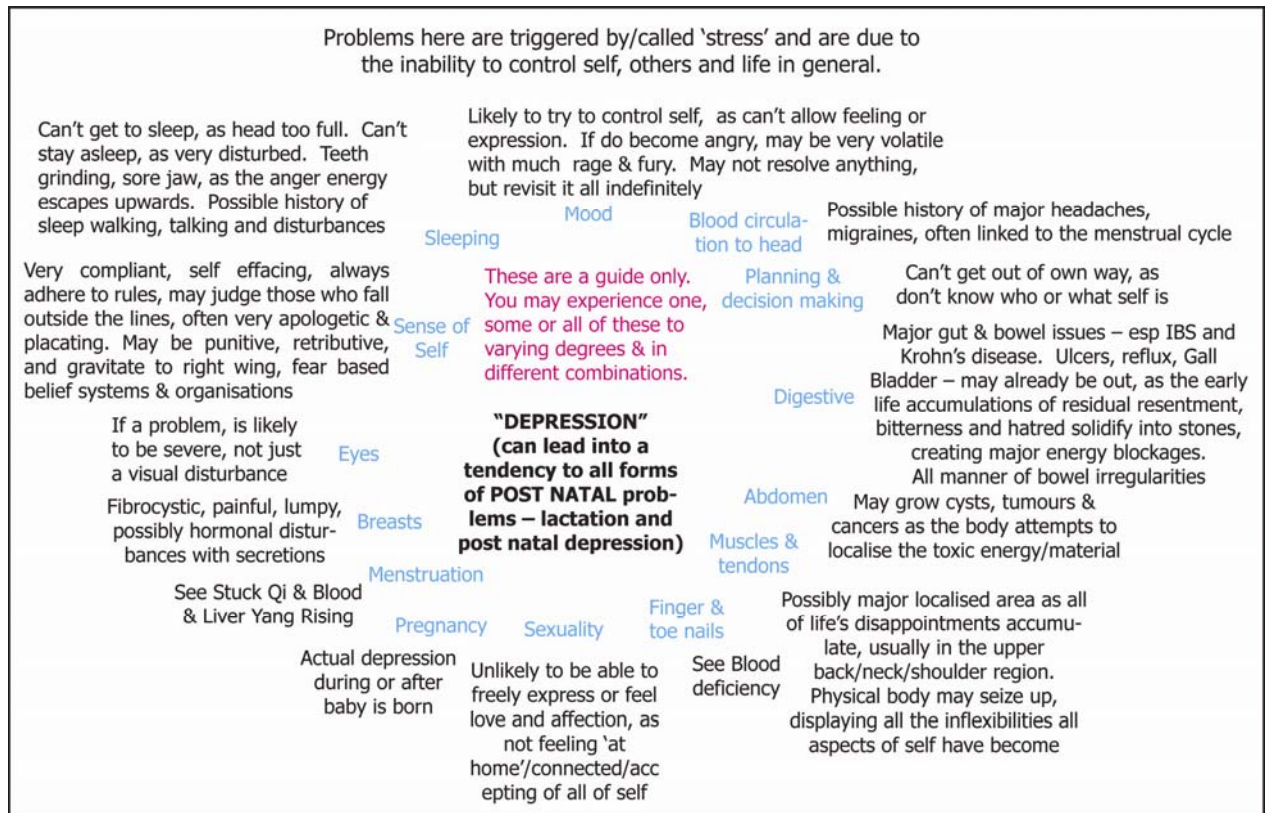 Problems here are triggered by/called ‘stress’ and are due to
the inability to control self, others and life in general.
Can’t get to sleep, as head too full.  Can’t
stay asleep, as very disturbed.  Teeth
grinding, sore jaw, as the anger energy
escapes upwards.  Possible history of
sleep walking, talking and disturbances
Sleeping
Likely to try to control self,  as can’t allow feeling or
expression.  If do become angry, may be very volatile
with much  rage & fury.  May not resolve anything,
but revisit it all indefinitely
Mood
Blood circula-
tion to head
Possible history of major headaches,
migraines, often linked to the menstrual cycle
Very compliant, self effacing, always
adhere to rules, may judge those who fall
outside the lines, often very apologetic &
placating. May be punitive, retributive,
and gravitate to right wing, fear based
belief systems & organisations
Sense of
Self
These are a guide only.
You may experience one,
some or all of these to
varying degrees & in
different combinations.
Planning &
decision making
Can’t get out of own way, as
don’t know who or what self is
Major gut & bowel issues – esp IBS and
Krohn’s disease.  Ulcers, reflux, Gall
Bladder – may already be out, as the early
life accumulations of residual resentment,
bitterness and hatred solidify into stones,
creating major energy blockages.
All manner of bowel irregularities
Digestive
If a problem, is likely
to be severe, not just
a visual disturbance
Eyes
“DEPRESSION”
(can lead into a
tendency to all forms
of POST NATAL prob-
lems – lactation and
post natal depression)
Abdomen
May grow cysts, tumours &
cancers as the body attempts to
localise the toxic energy/material
Fibrocystic, painful, lumpy,
possibly hormonal distur-
bances with secretions
Breasts
Muscles &
tendons
Possibly major localised area as all
of life’s disappointments accumu-
late, usually in the upper
back/neck/shoulder region.
Physical body may seize up,
displaying all the inflexibilities all
aspects of self have become
Menstruation
See Stuck Qi & Blood
& Liver Yang Rising
Pregnancy
Actual depression
during or after
baby is born
Sexuality
Unlikely to be able to
freely express or feel
love and affection, as
not feeling ‘at
home’/connected/acc
epting of all of self
Finger &
toe nails
See Blood
deficiency